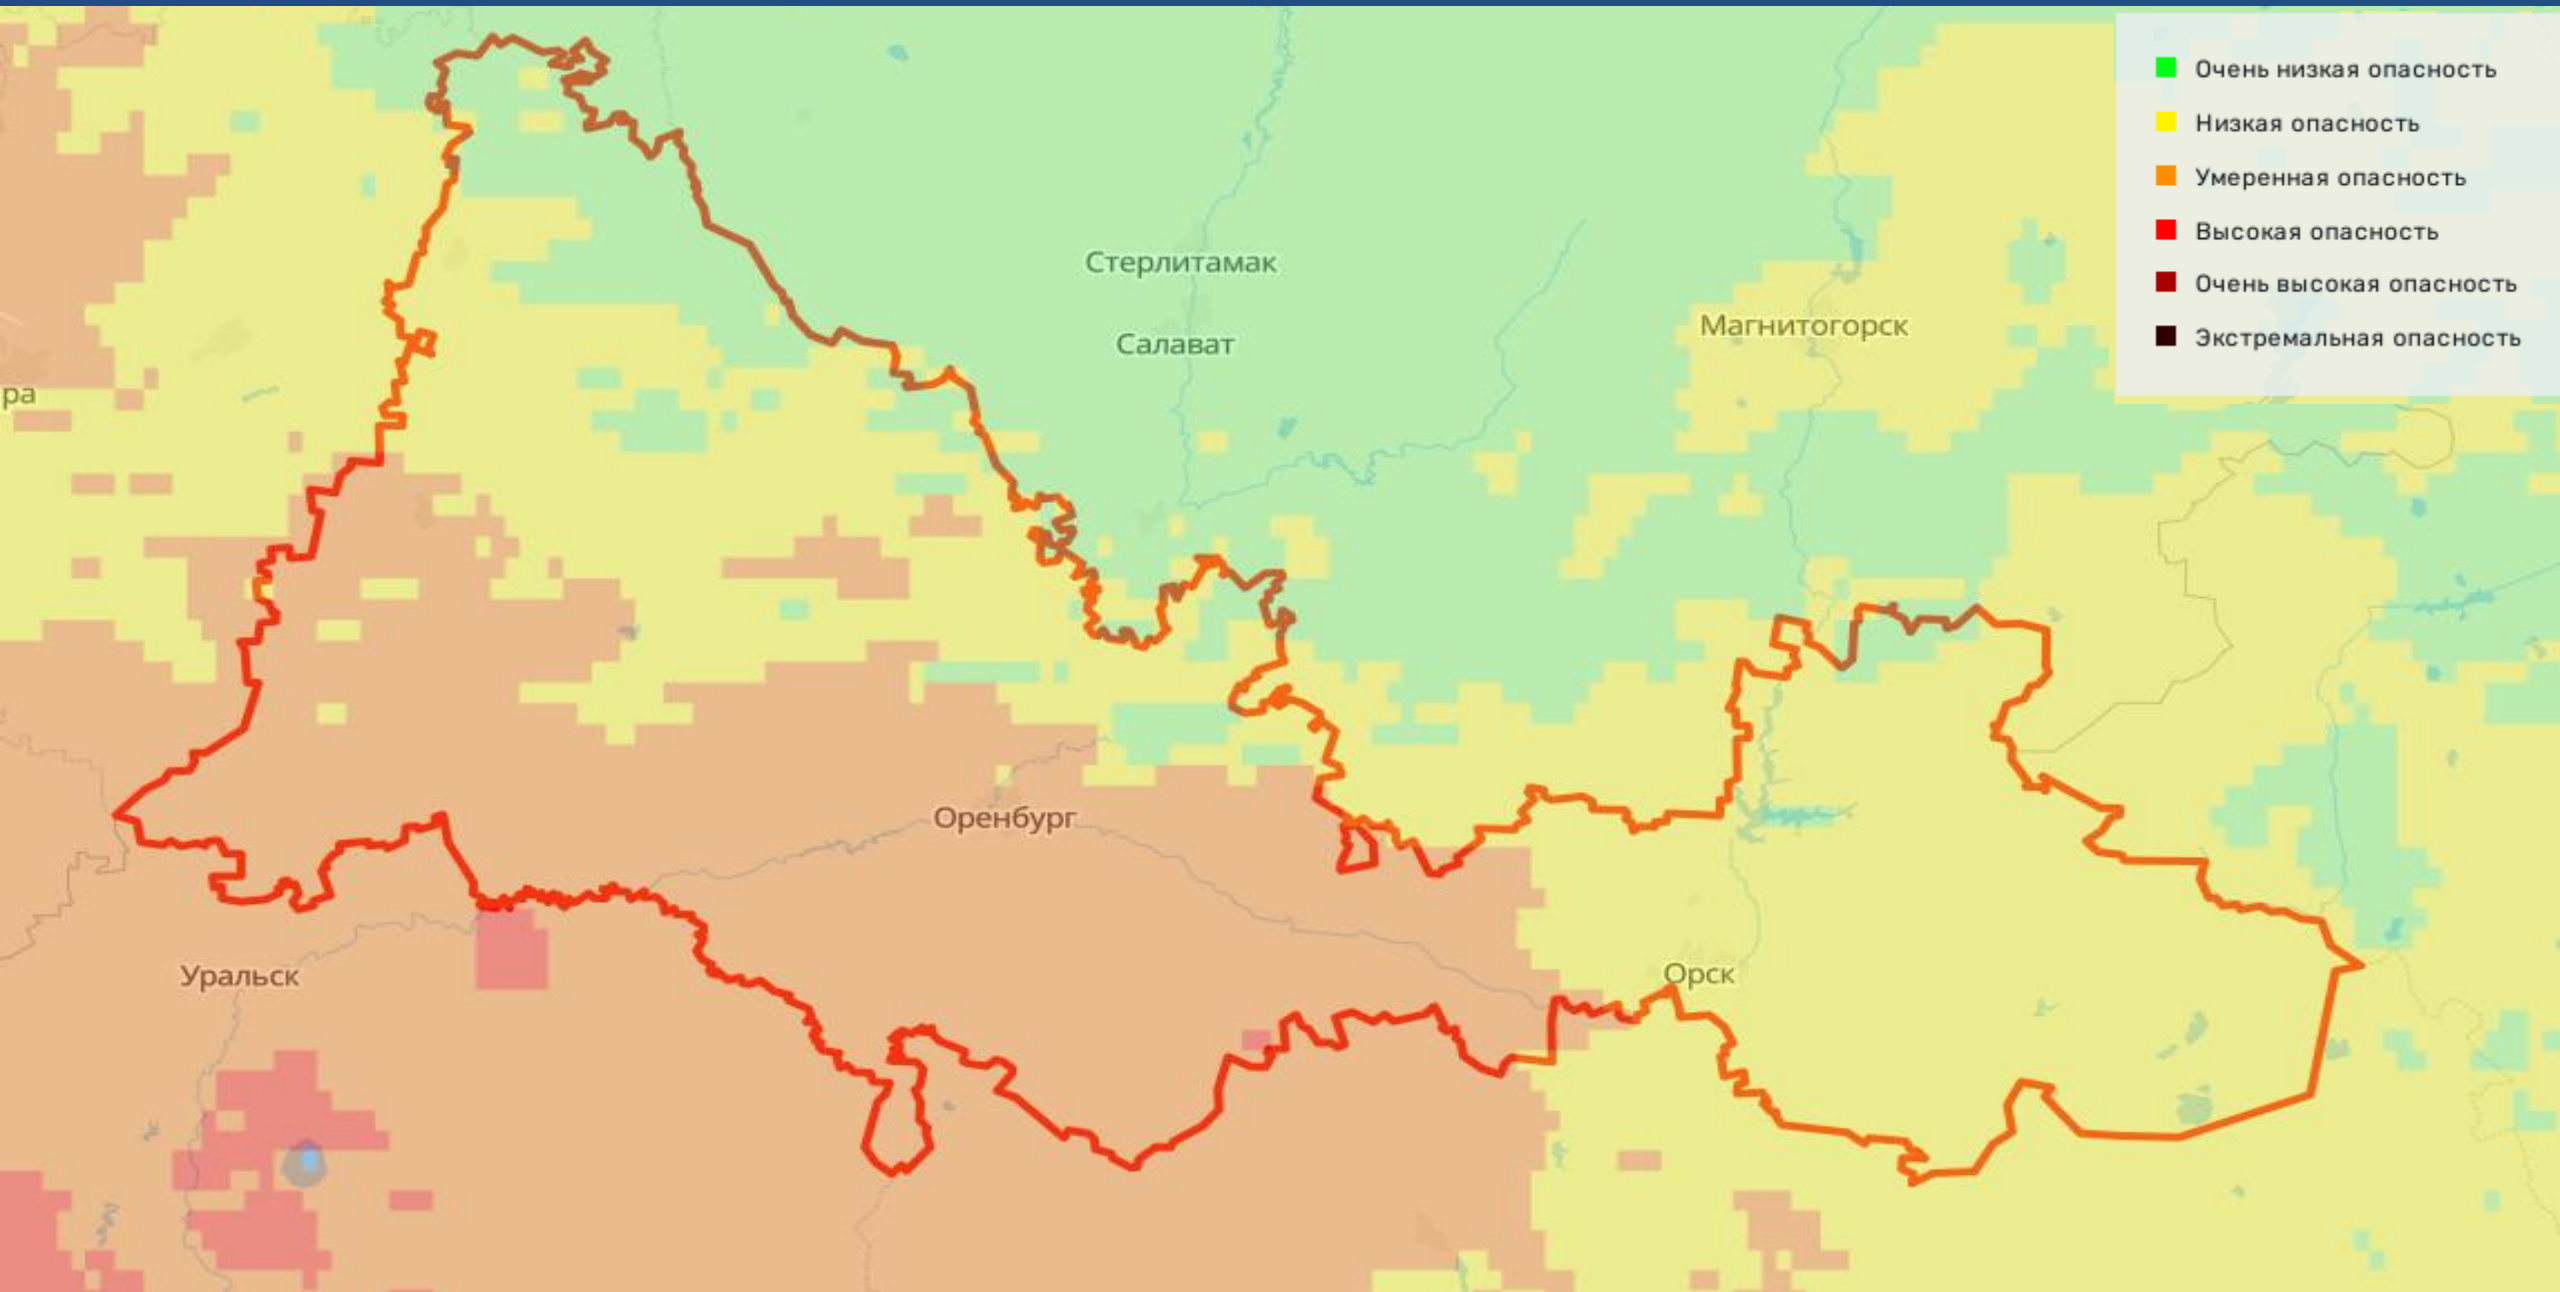 Очень низкая опасность
Низкая опасность
Умеренная опасность
Высокая опасность
Очень высокая опасность
Экстремальная опасность
Стерлитамак
Магнитогорск
Салават
ра
Оренбург
Уральск
Орск